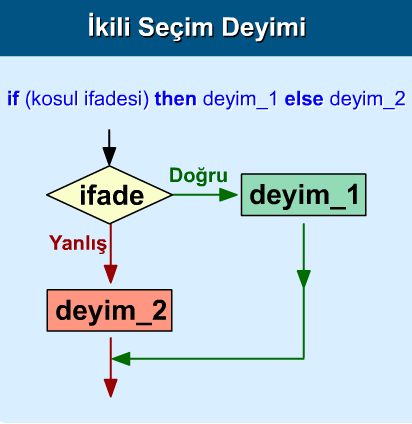 İkili Seçim Deyimi
if (kosul ifadesi) then deyim_1 else deyim_2
Doğru
ifade
deyim_1
Yanlış
deyim_2